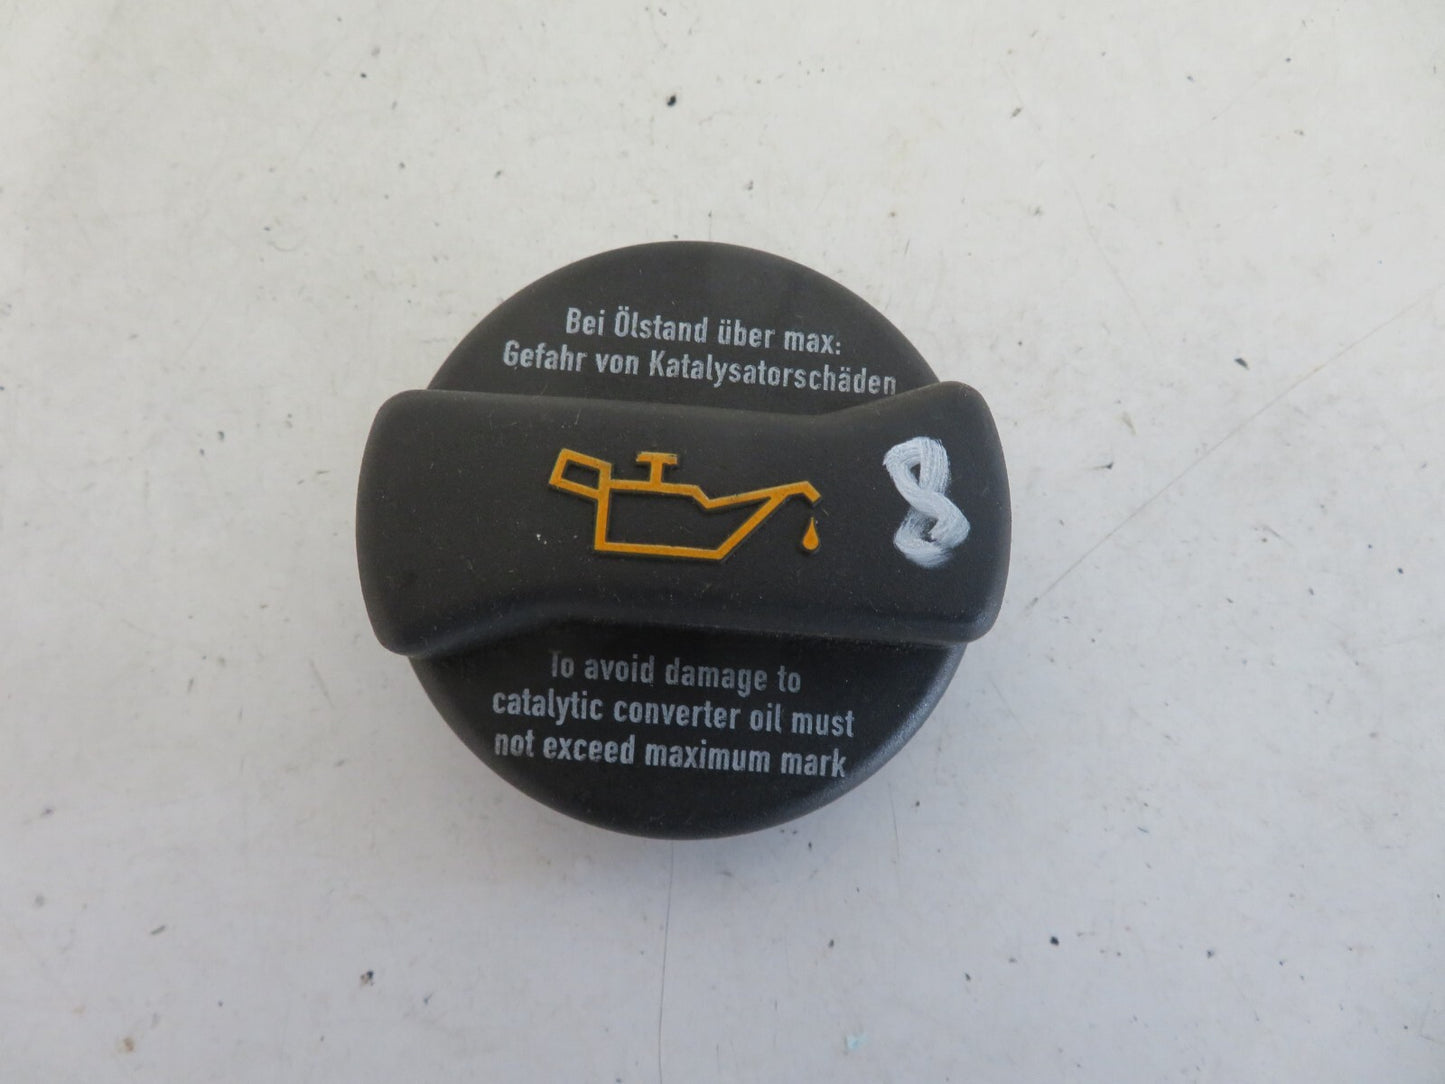 Bei Ölstand über max:
Gefahr von Katalysatorschäden
8
To avoid damage to
catalytic converter oil must
not exceed maximum mark